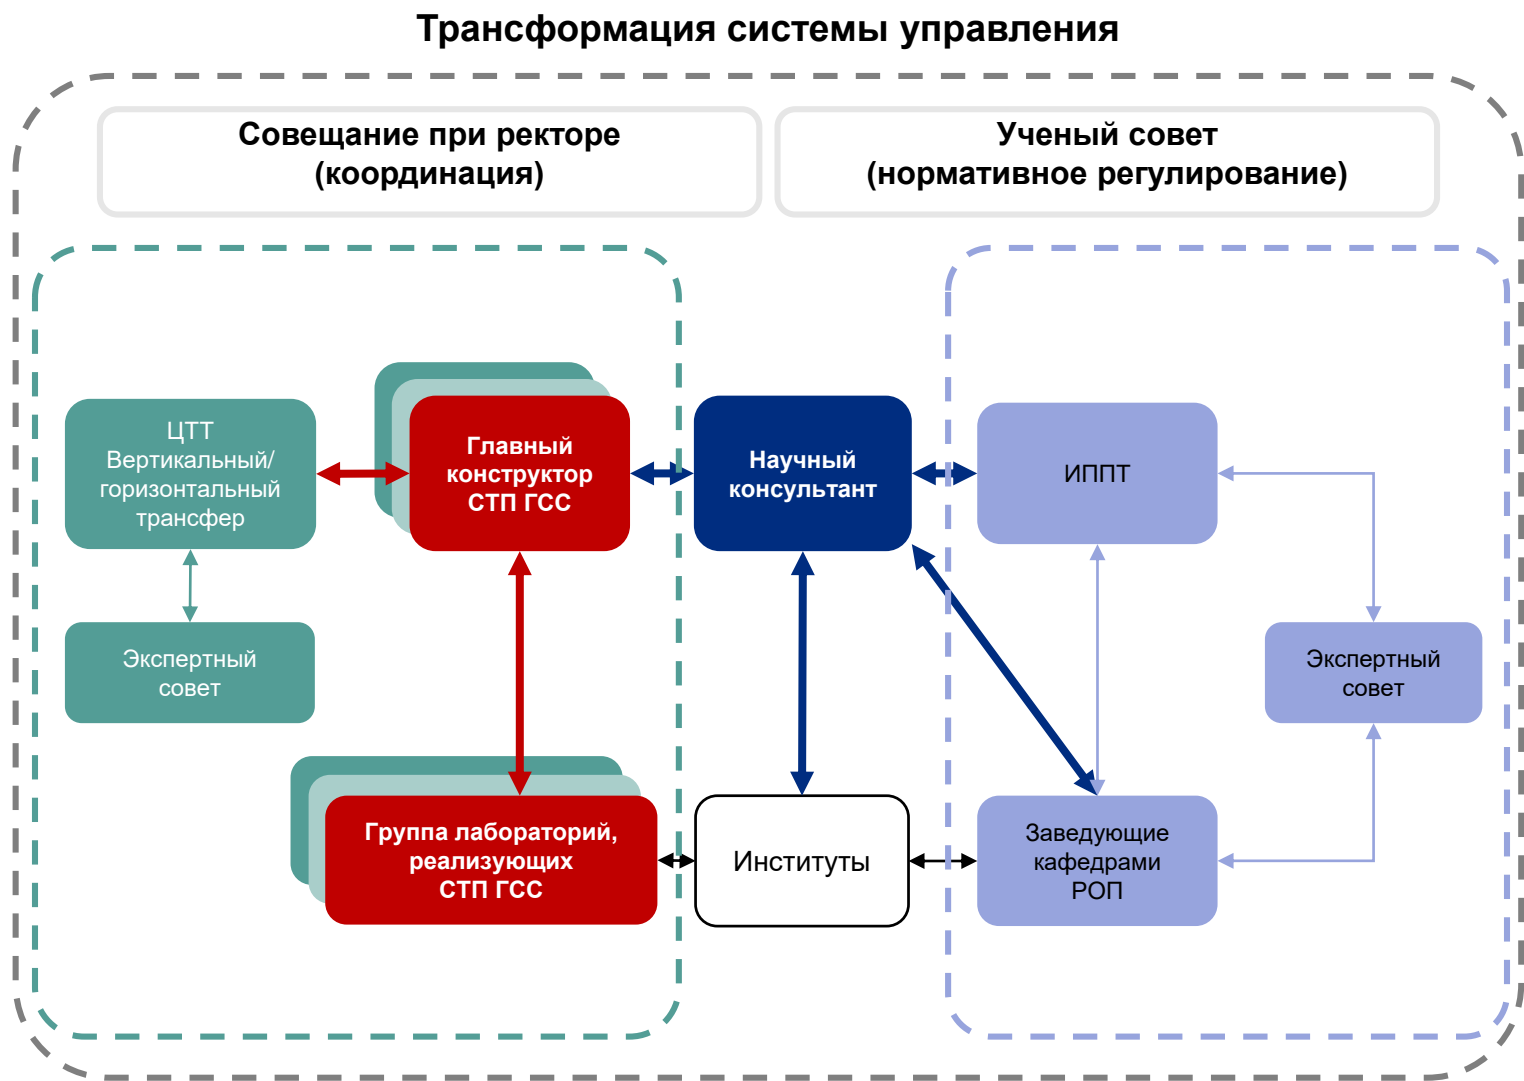 Трансформация системы управления
Совещание при ректоре
(координация)
Ученый совет
(нормативное регулирование)
ЦТТ
Вертикальный/
горизонтальный
трансфер
Главный
конструктор
СТП ГСС
Научный
консультант
ИППТ
Экспертный
совет
Экспертный
совет
Группа лабораторий,
реализующих
СТП ГСС
Институты
Заведующие
кафедрами
РОП